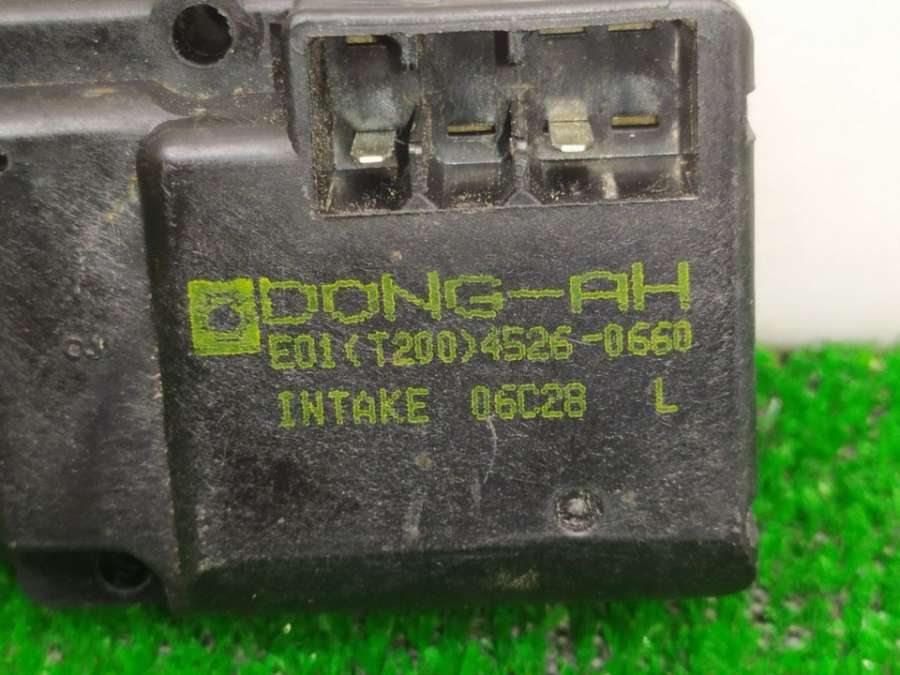 DONG-AH
E01(T200)4526-0660
INTAKE 06C28 L